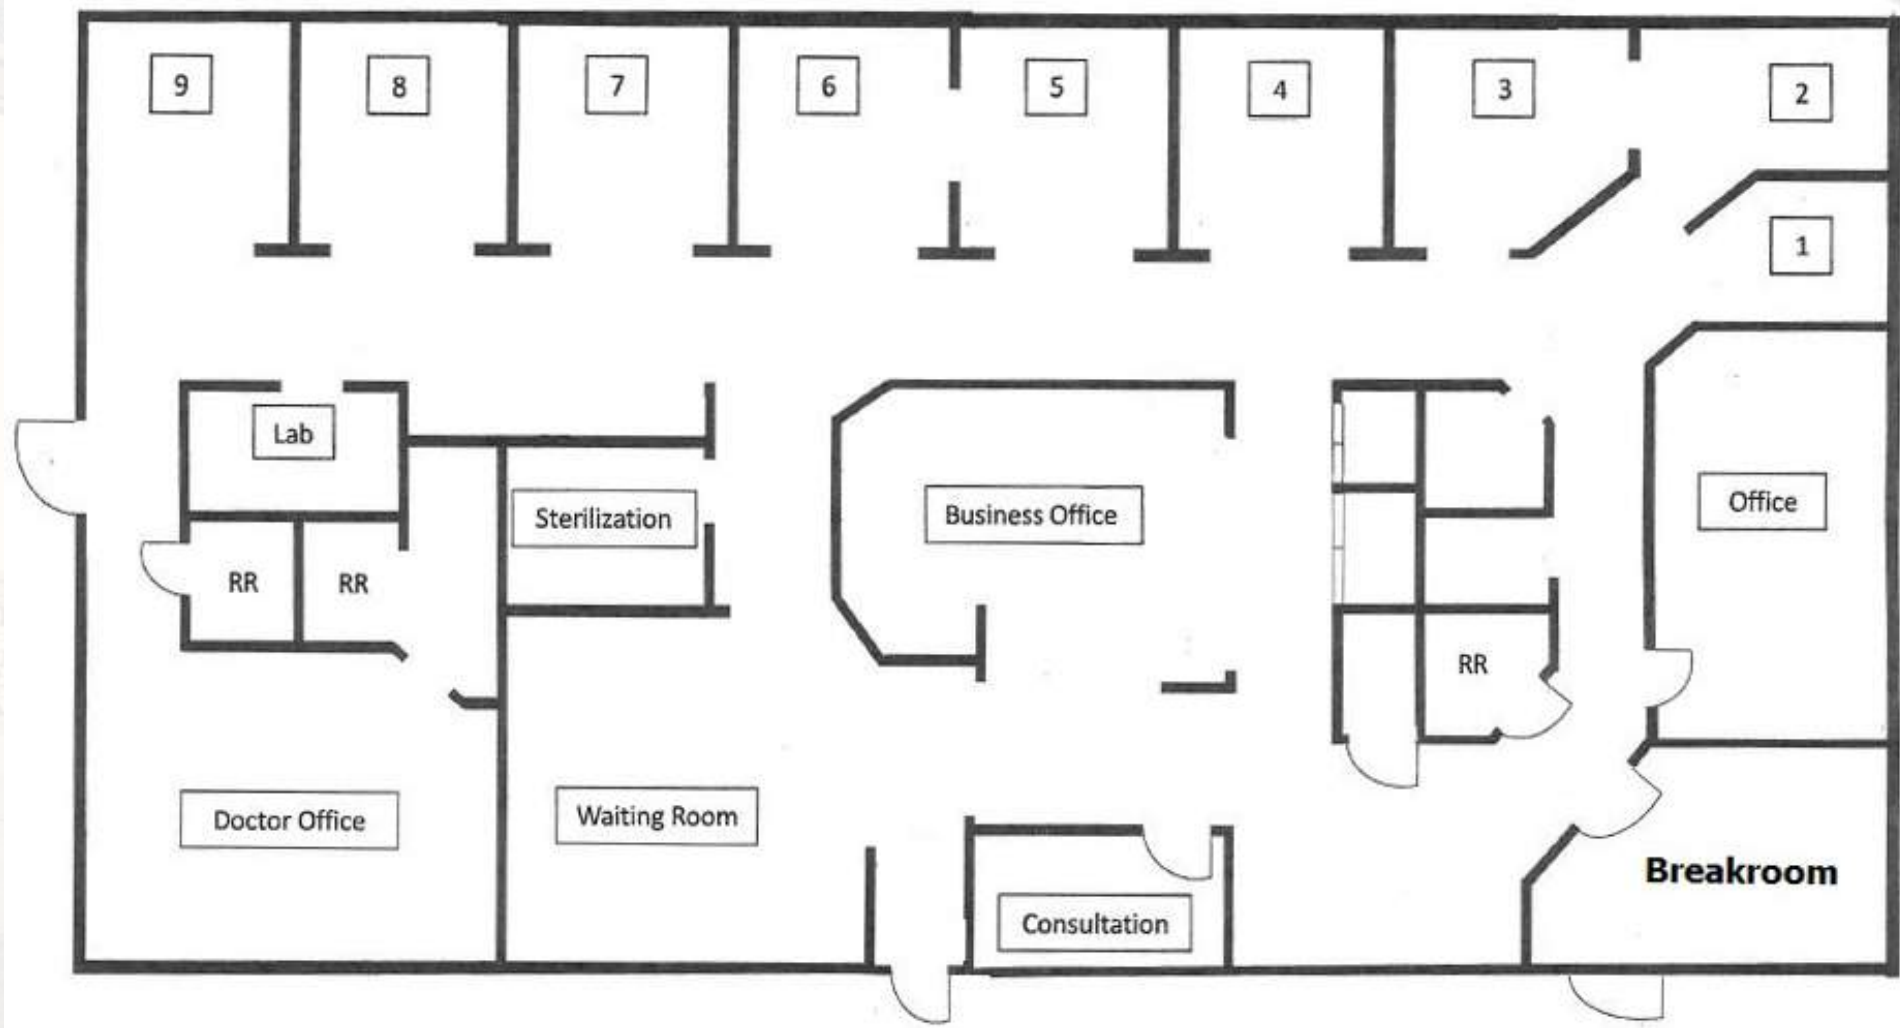 9
8
7
6
5
4
3
2
1
Lab
Sterilization
Business Office
Office
RR
RR
RR
Doctor Office
Waiting Room
Breakroom
Consultation